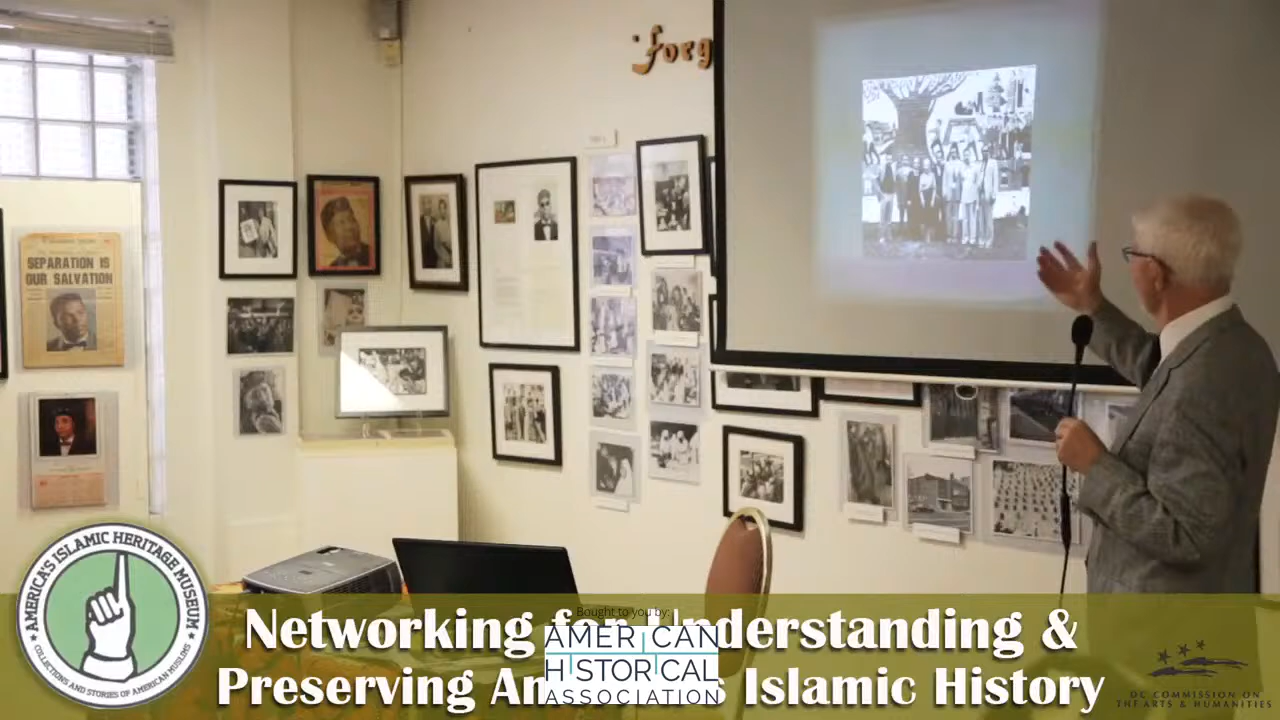 forg
SEPARATION IS
OUR SALVATION
AMERICA'S ISLAMIC HERITAGE MUSEUM
COLLECTIONS AND STORIES OF AMERICAN MUSLIMS
Bought to you by:
Networking for Understanding &
AMERICAN
HISTORICAL
ASSOCIATION
Preserving Am s Islamic History
DC COMMISSION ON
THE ARTS & HUMANITIES